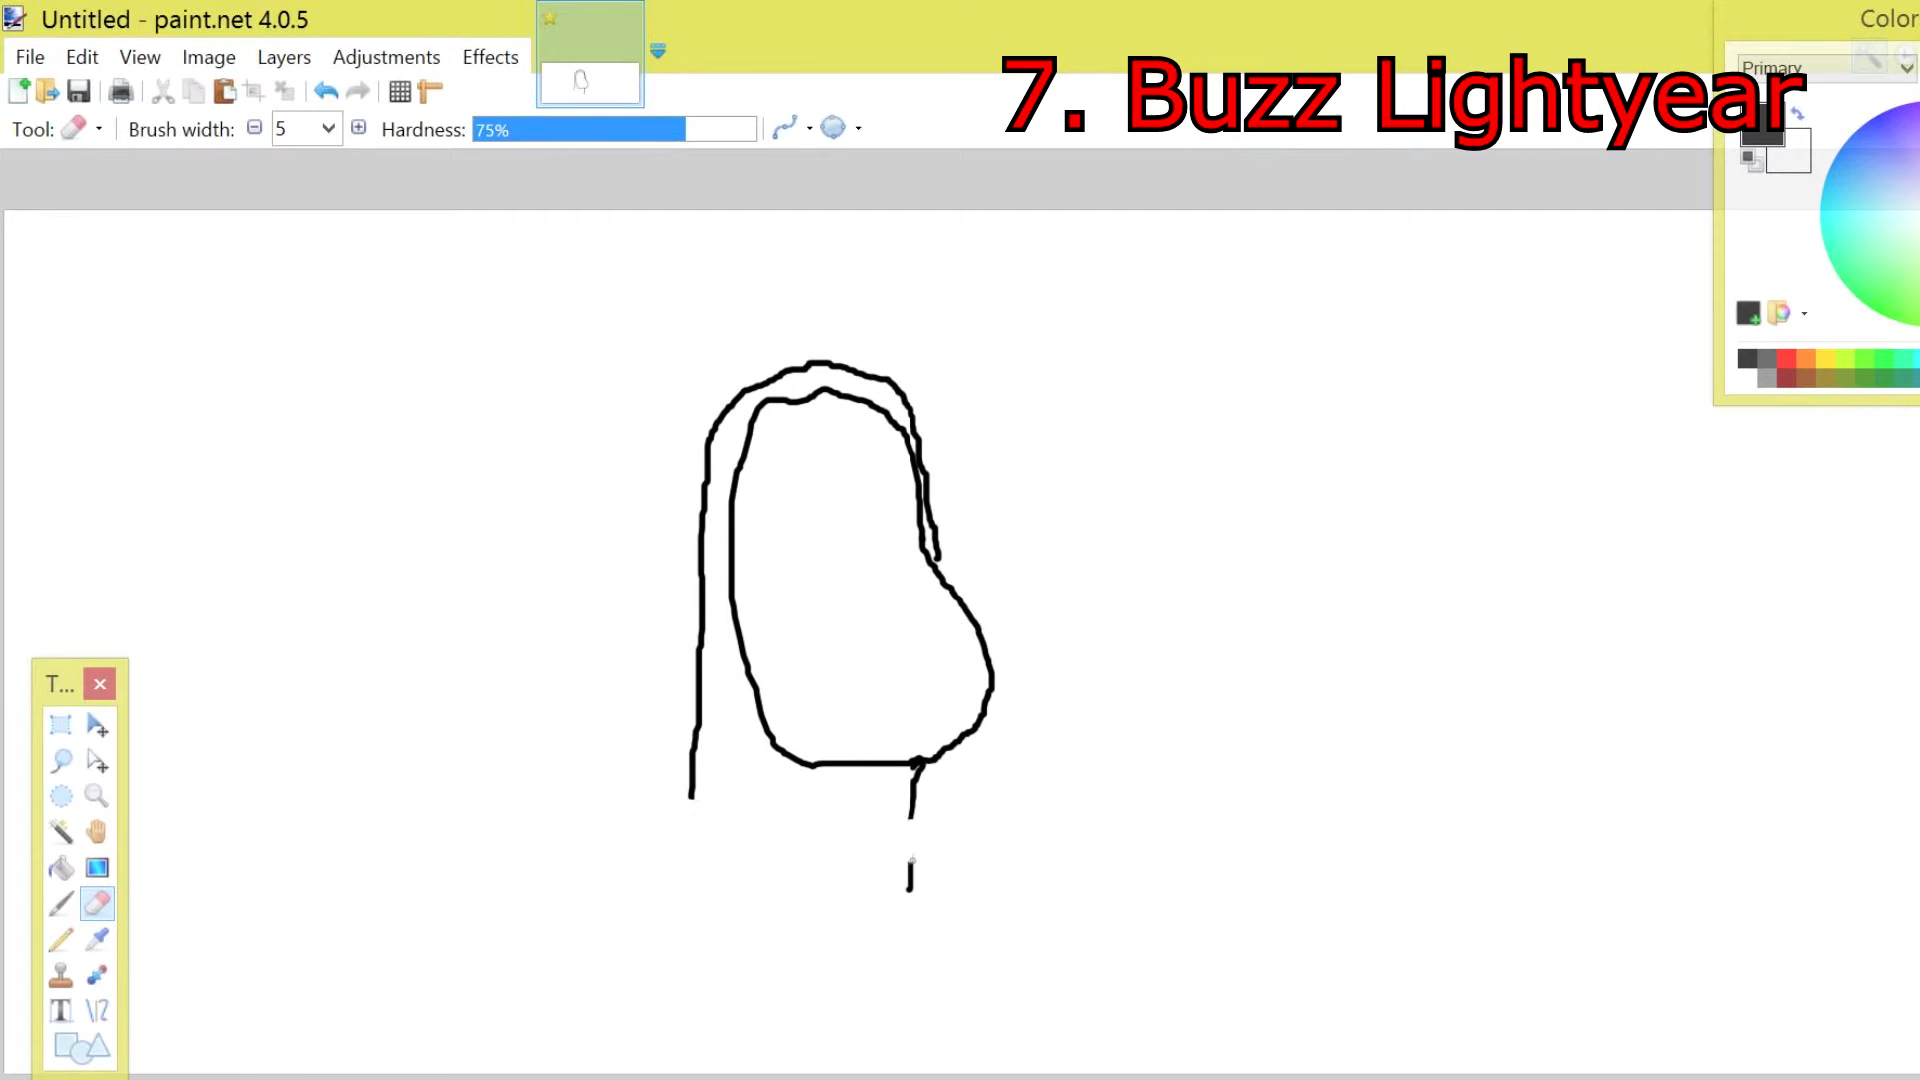 Untitled - paint.net 4.0.5
Color
File Edit View Image Layers Adjustments Effects
7. Buzz Lightyear
Primary
Tool: Brush width: 5 Hardness: 75%
T...